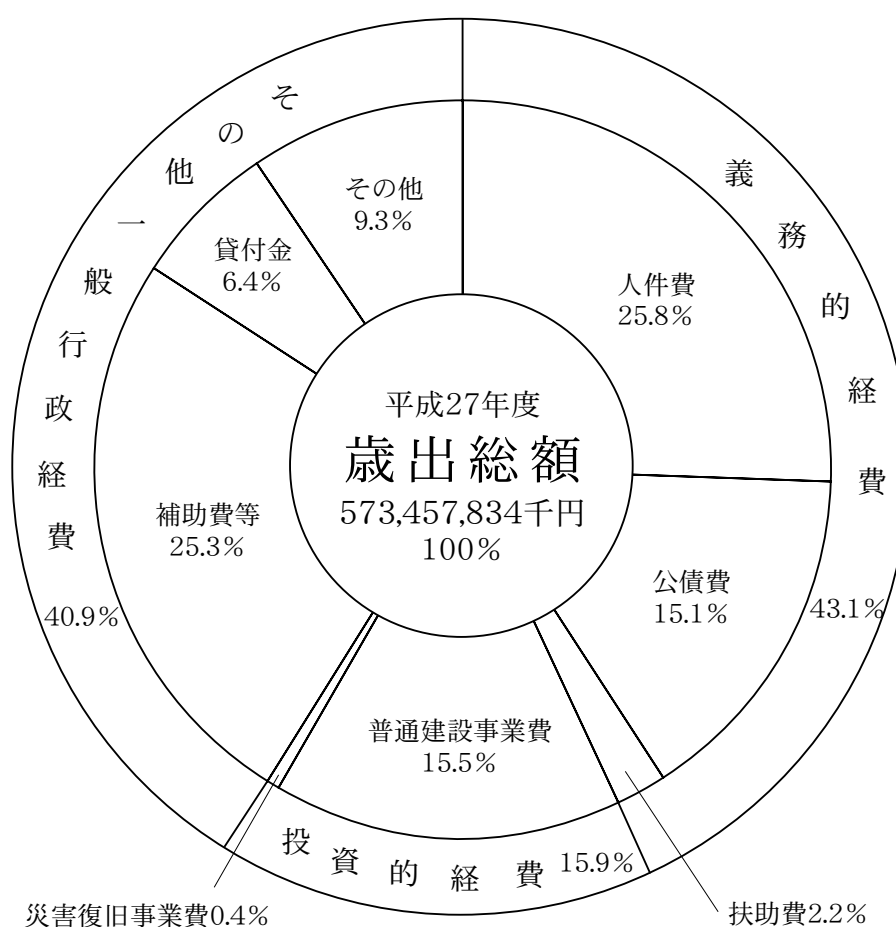 平成27年度
歳出総額
573,457,834千円
100%
義務的経費
43.1%
人件費
25.8%
公債費
15.1%
扶助費2.2%
投資的経費
15.9%
普通建設事業費
15.5%
災害復旧事業費0.4%
その他一般行政経費
40.9%
補助費等
25.3%
貸付金
6.4%
その他
9.3%